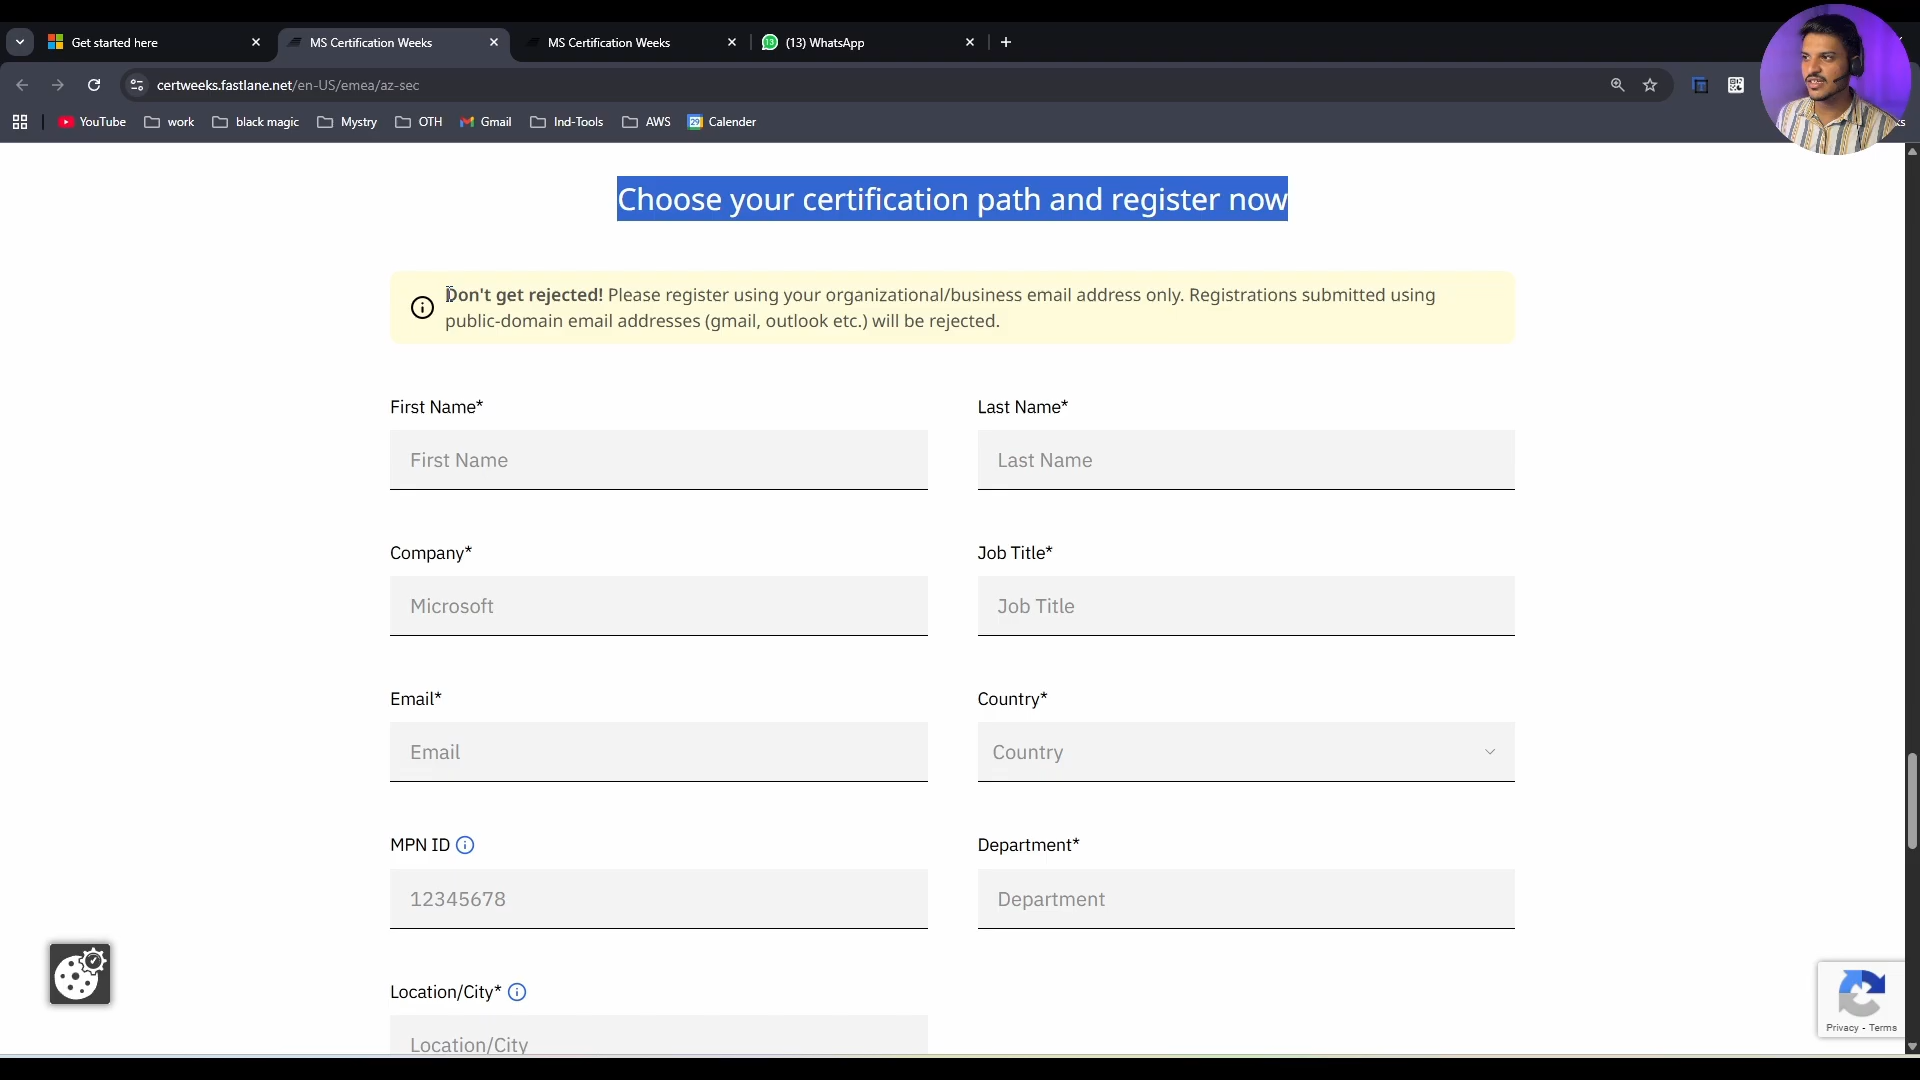 Get started here
MS Certification Weeks
MS Certification Weeks
(13) WhatsApp
certweeks.fastlane.net/en-US/emea/az-sec
YouTube
work
black magic
Mystry
OTH
Gmail
Ind-Tools
AWS
Calender
Choose your certification path and register now
Don't get rejected! Please register using your organizational/business email address only. Registrations submitted using
public-domain email addresses (gmail, outlook etc.) will be rejected.
First Name*
Last Name*
First Name
Last Name
Company*
Job Title*
Microsoft
Job Title
Email*
Country*
Email
Country
MPN ID
Department*
12345678
Department
Location/City*
Location/City
Privacy - Terms